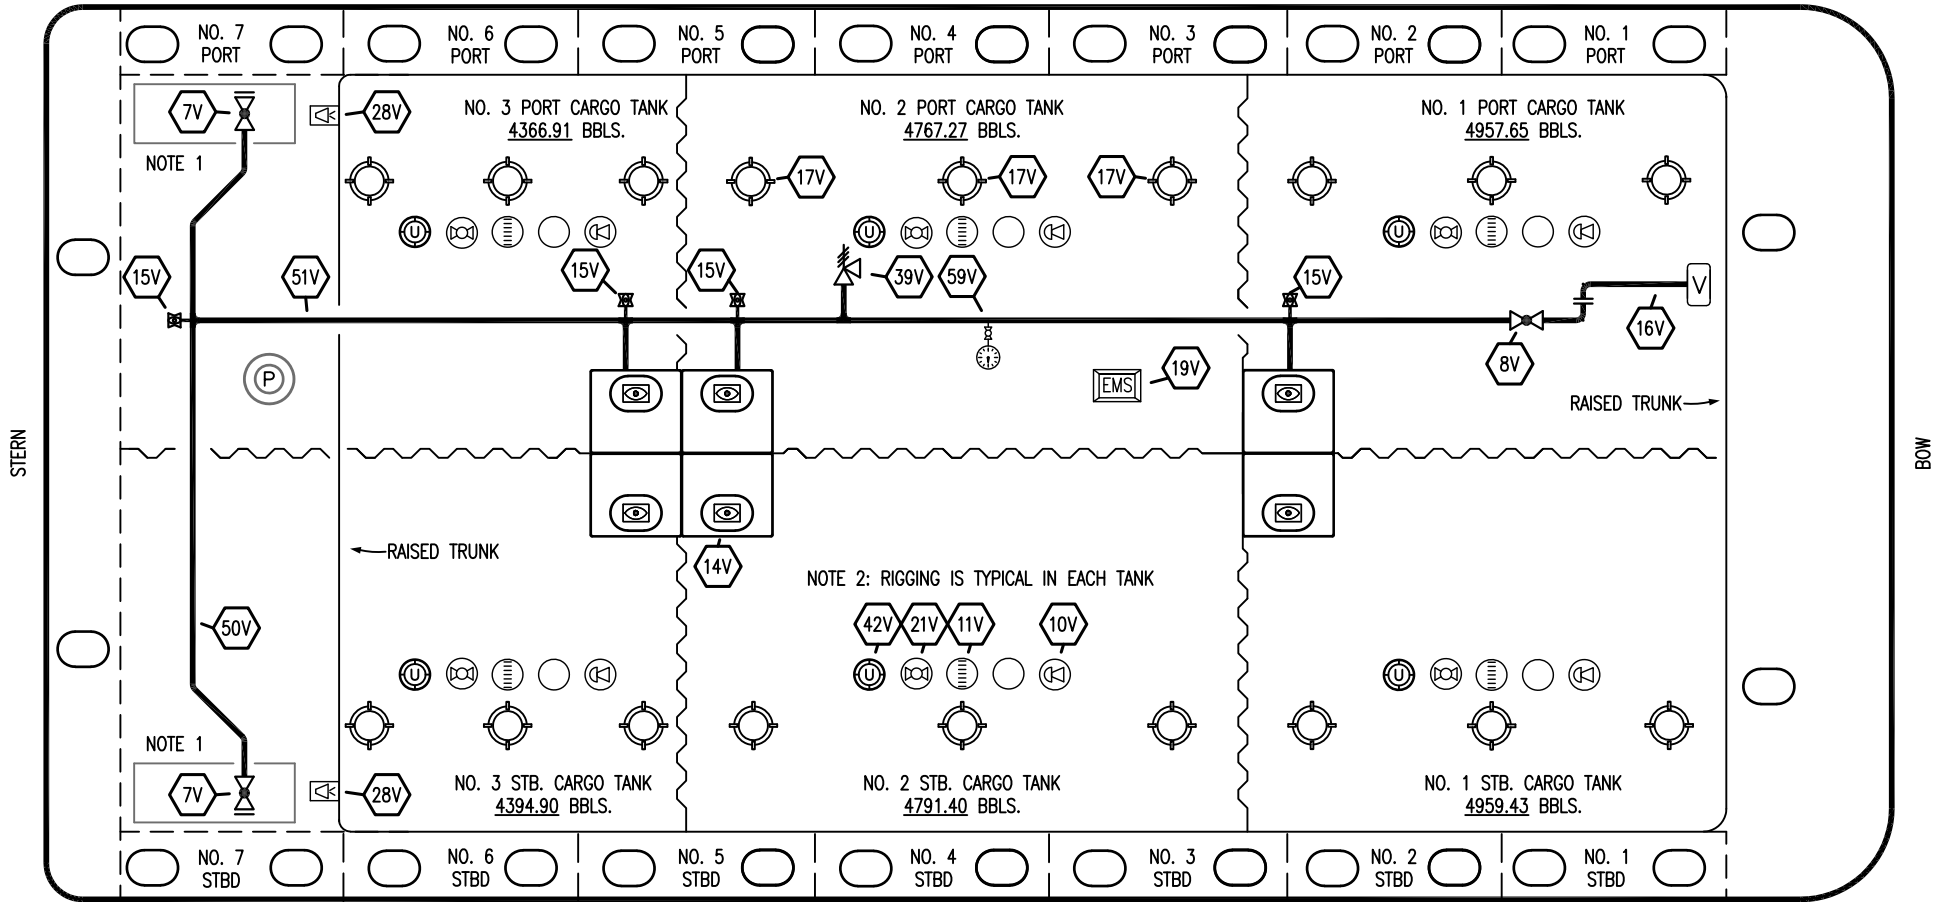 NO. 7
PORT
NO. 6
PORT
NO. 5
PORT
NO. 4
PORT
NO. 3
PORT
NO. 2
PORT
NO. 1
PORT
7V
28V
NO. 3 PORT CARGO TANK
4366.91 BBLS.
NO. 2 PORT CARGO TANK
4767.27 BBLS.
NO. 1 PORT CARGO TANK
4957.65 BBLS.
NOTE 1
17V
17V
17V
U
U
U
15V
51V
15V
15V
39V
59V
15V
V
16V
8V
P
EMS
19V
RAISED TRUNK
STERN
BOW
RAISED TRUNK
14V
NOTE 2: RIGGING IS TYPICAL IN EACH TANK
50V
42V
21V
11V
10V
U
U
U
NOTE 1
7V
28V
NO. 3 STB. CARGO TANK
4394.90 BBLS.
NO. 2 STB. CARGO TANK
4791.40 BBLS.
NO. 1 STB. CARGO TANK
4959.43 BBLS.
NO. 7
STBD
NO. 6
STBD
NO. 5
STBD
NO. 4
STBD
NO. 3
STBD
NO. 2
STBD
NO. 1
STBD